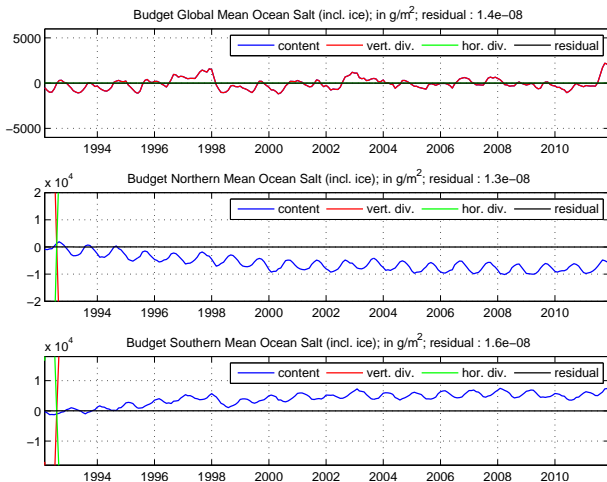 Budget Global Mean Ocean Salt (incl. ice); in g/m²; residual : 1.4e−08
5000
0
−5000
content vert. div. hor. div. residual
1994 1996 1998 2000 2002 2004 2006 2008 2010
x 10⁴
Budget Northern Mean Ocean Salt (incl. ice); in g/m²; residual : 1.3e−08
2
1
0
−1
−2
content vert. div. hor. div. residual
1994 1996 1998 2000 2002 2004 2006 2008 2010
x 10⁴
Budget Southern Mean Ocean Salt (incl. ice); in g/m²; residual : 1.6e−08
1
0
−1
content vert. div. hor. div. residual
1994 1996 1998 2000 2002 2004 2006 2008 2010